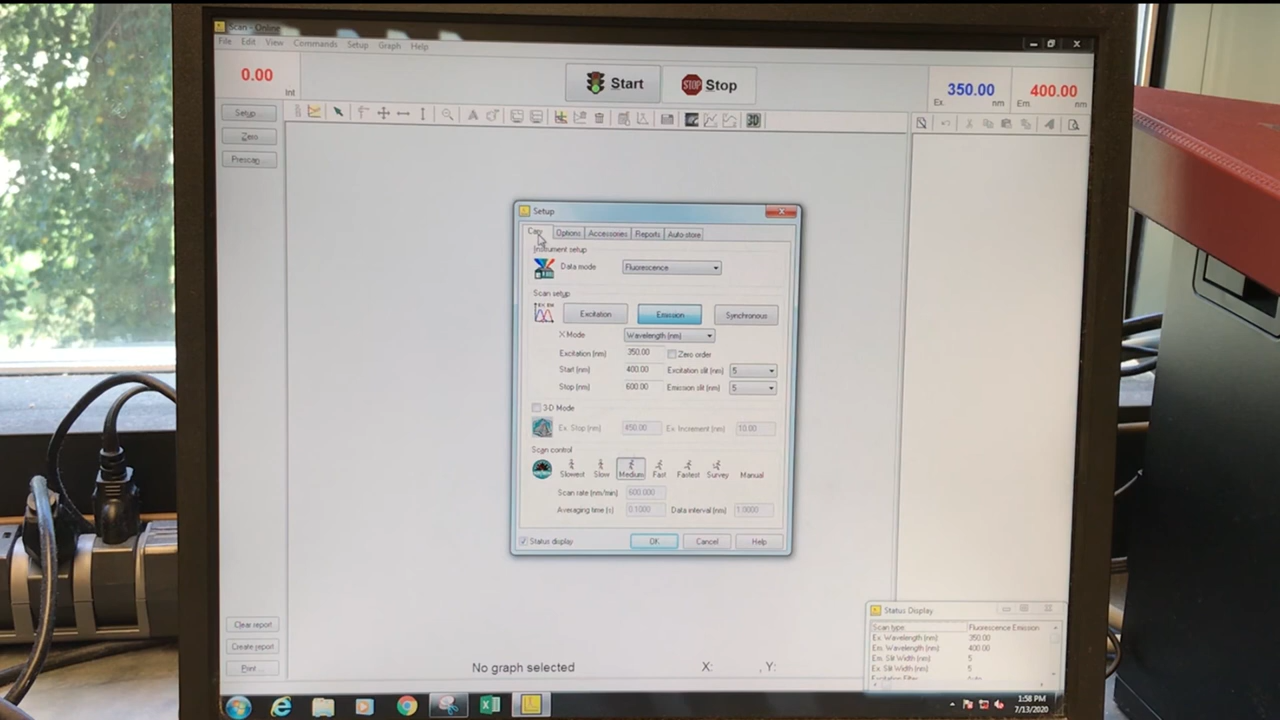 Scan - Online
File Edit View Commands Setup Graph Help
0.00
Int
Start
STOP Stop
350.00
Ex. nm
400.00
Em. nm
Setup...
Zero
Prescan...
3D
Setup
Cary Options Accessories Reports Auto store
Instrument setup
Data mode Fluorescence
Scan setup
Excitation Emission Synchronous
X Mode Wavelength (nm)
Excitation (nm) 350.00 Zero order
Start (nm) 400.00 Excitation slit (nm) 5
Stop (nm) 600.00 Emission slit (nm) 5
3-D Mode
Ex. Stop (nm) 450.00 Ex. Increment (nm) 10.00
Scan control
Slowest Slow Medium Fast Fastest Survey Manual
Scan rate (nm/min) 600.000
Averaging time (s) 0.1000 Data interval (nm) 1.0000
Status display OK Cancel Help
Clear report
Create report
Print...
No graph selected X: , Y:
Status Display
Scan type: Fluorescence Emission
Ex. Wavelength (nm) 350.00
Em. Wavelength (nm) 400.00
Em. Slit Width (nm) 5
Ex. Slit Width (nm) 5
1:58 PM
7/13/2020